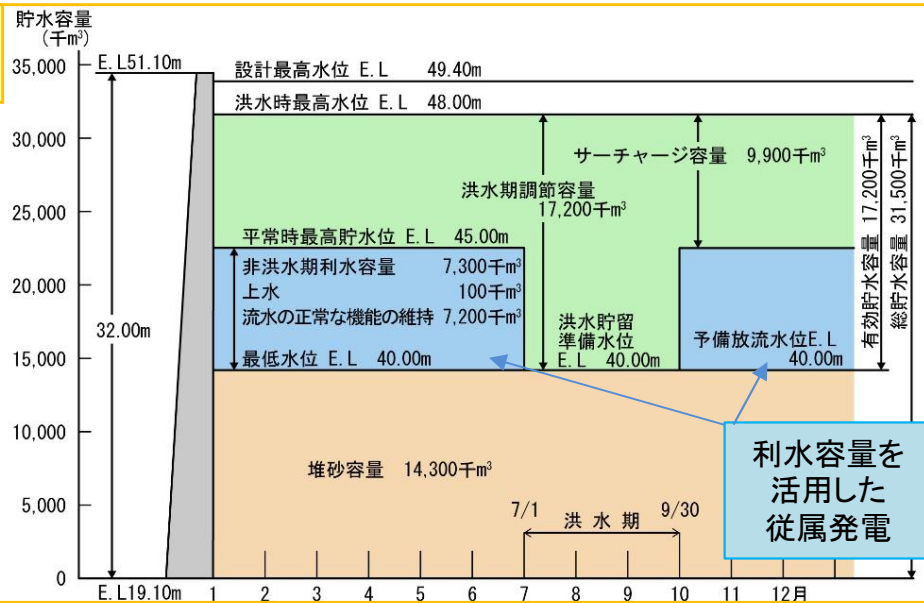 貯水容量
(千m³)
35,000
30,000
25,000
20,000
15,000
10,000
5,000
0
E.L51.10m
32.00m
E.L19.10m
設計最高水位 E.L 49.40m
洪水時最高水位 E.L 48.00m
サーチャージ容量 9,900千m³
洪水期調節容量
17,200千m³
平常時最高貯水位 E.L 45.00m
非洪水期利水容量 7,300千m³
上水 100千m³
流水の正常な機能の維持 7,200千m³
最低水位 E.L 40.00m
洪水貯留
準備水位
E.L 40.00m
予備放流水位E.L
40.00m
有効貯水容量 17,200千m³
総貯水容量 31,500千m³
堆砂容量 14,300千m³
7/1 9/30
洪水期
利水容量を
活用した
従属発電
1 2 3 4 5 6 7 8 9 10 11 12月